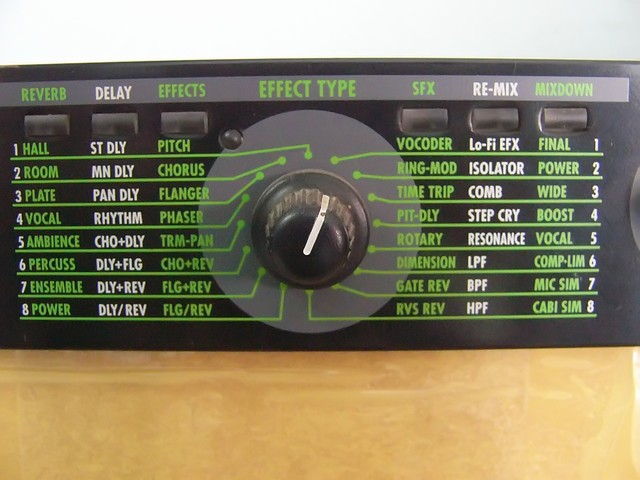 REVERB DELAY EFFECTS EFFECT TYPE SFX RE-MIX MIXDOWN
1 HALL ST DLY PITCH VOCODER Lo-Fi EFX FINAL 1
2 ROOM MN DLY CHORUS RING-MOD ISOLATOR POWER 2
3 PLATE PAN DLY FLANGER TIME TRIP COMB WIDE 3
4 VOCAL RHYTHM PHASER PIT-DLY STEP CRY BOOST 4
5 AMBIENCE CHO+DLY TRM-PAN ROTARY RESONANCE VOCAL 5
6 PERCUSS DLY+FLG CHO+REV DIMENSION LPF COMP·LIM 6
7 ENSEMBLE DLY+REV FLG+REV GATE REV BPF MIC SIM 7
8 POWER DLY/REV FLG/REV RVS REV HPF CABI SIM 8